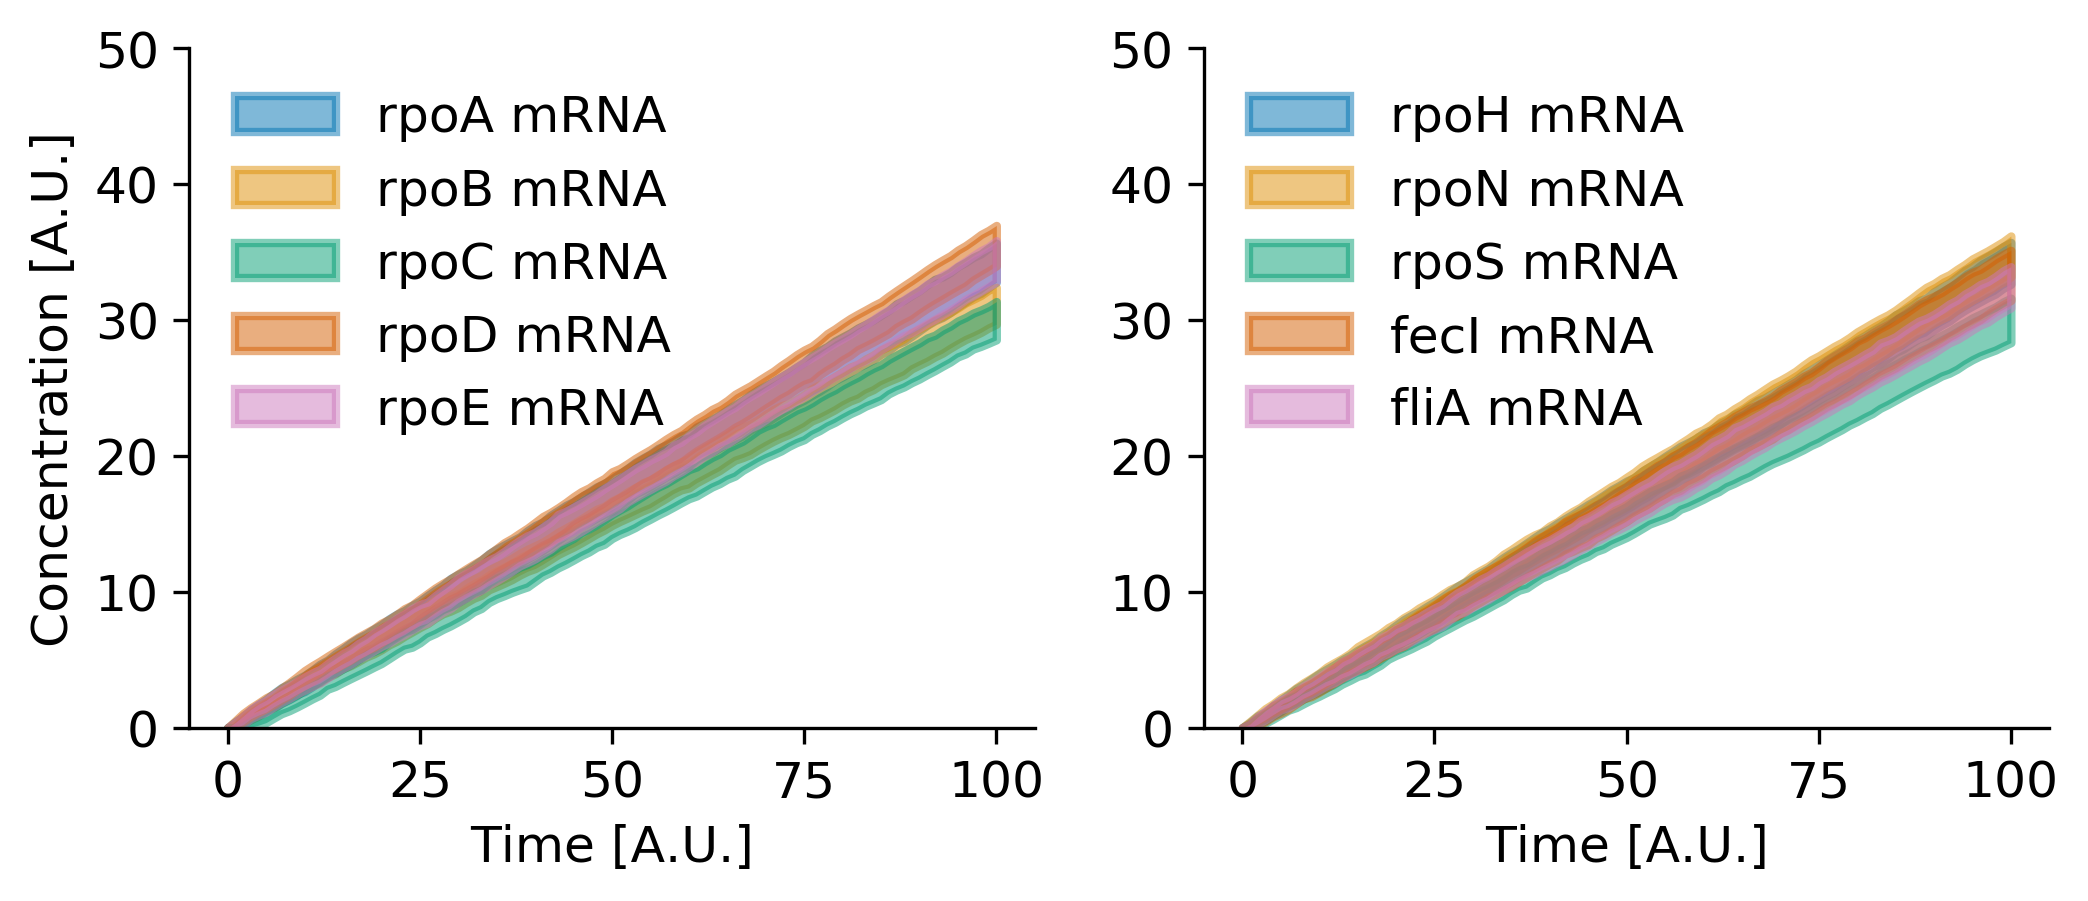 Concentration [A.U.]
50
40
30
20
10
0
rpoA mRNA
rpoB mRNA
rpoC mRNA
rpoD mRNA
rpoE mRNA
0 25 50 75 100
Time [A.U.]
50
40
30
20
10
0
rpoH mRNA
rpoN mRNA
rpoS mRNA
fecI mRNA
fliA mRNA
0 25 50 75 100
Time [A.U.]